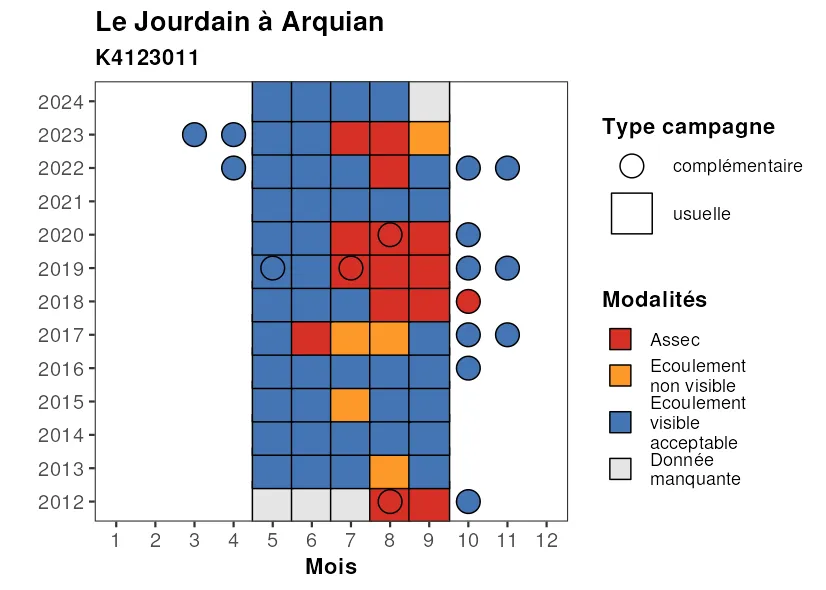 Le Jourdain à Arquian
K4123011
2024
2023
2022
2021
2020
2019
2018
2017
2016
2015
2014
2013
2012
1 2 3 4 5 6 7 8 9 10 11 12
Mois
Type campagne
complémentaire
usuelle
Modalités
Assec
Ecoulement
non visible
Ecoulement
visible
acceptable
Donnée
manquante